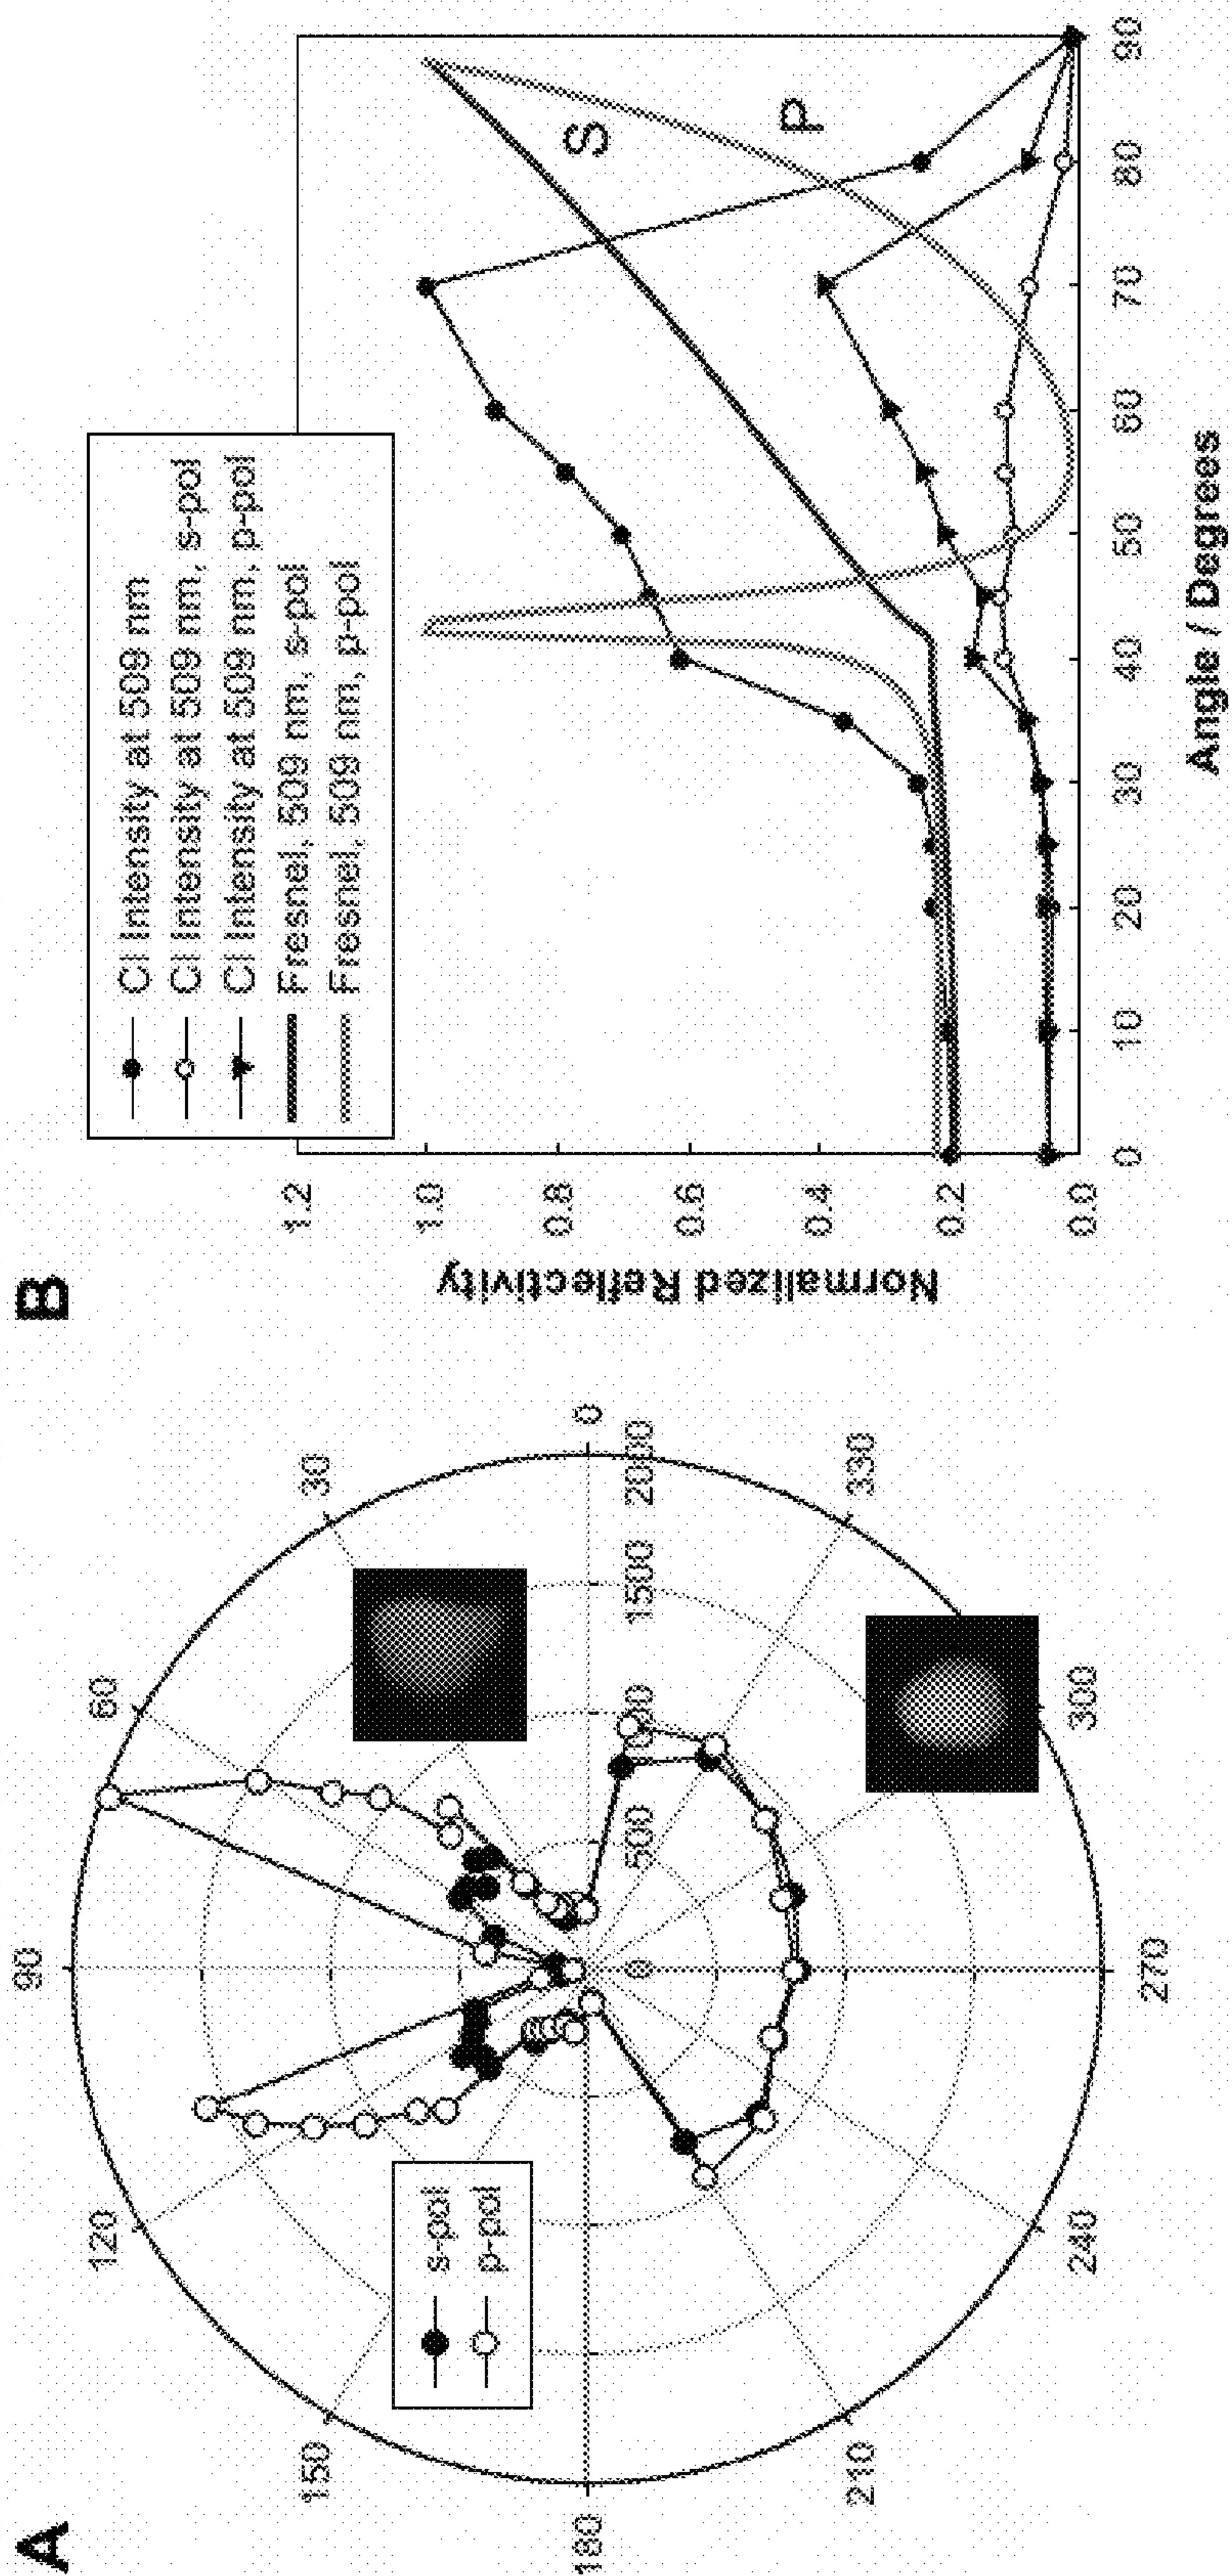 A
90
120
60
150
30
s-pol
p-pol
180
0
500
1500
2000
0
210
330
240
300
270
B
CI Intensity at 509 nm
CI Intensity at 509 nm, s-pol
CI Intensity at 509 nm, p-pol
Fresnel, 509 nm, s-pol
Fresnel, 509 nm, p-pol
Normalized Reflectivity
1.2
1.0
0.8
0.6
0.4
0.2
0.0
S
P
0 10 20 30 40 50 60 70 80 90
Angle / Degrees